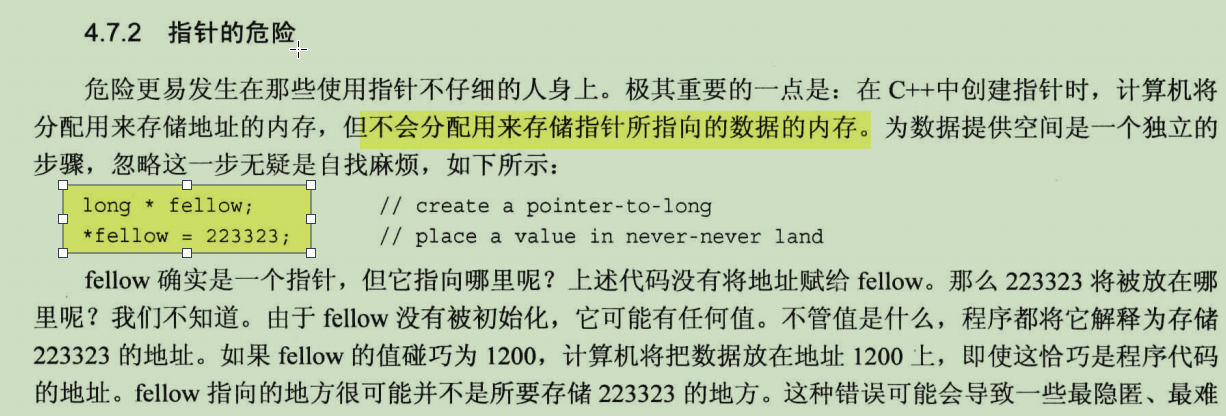 4.7.2 指针的危险
危险更易发生在那些使用指针不仔细的人身上。极其重要的一点是：在 C++中创建指针时，计算机将
分配用来存储地址的内存，但不会分配用来存储指针所指向的数据的内存。为数据提供空间是一个独立的
步骤，忽略这一步无疑是自找麻烦，如下所示：
long * fellow; // create a pointer-to-long
*fellow = 223323; // place a value in never-never land
fellow 确实是一个指针，但它指向哪里呢？上述代码没有将地址赋给 fellow。那么 223323 将被放在哪
里呢？我们不知道。由于 fellow 没有被初始化，它可能有任何值。不管值是什么，程序都将它解释为存储
223323 的地址。如果 fellow 的值碰巧为 1200，计算机将把数据放在地址 1200 上，即使这恰巧是程序代码
的地址。fellow 指向的地方很可能并不是所要存储 223323 的地方。这种错误可能会导致一些最隐匿、最难